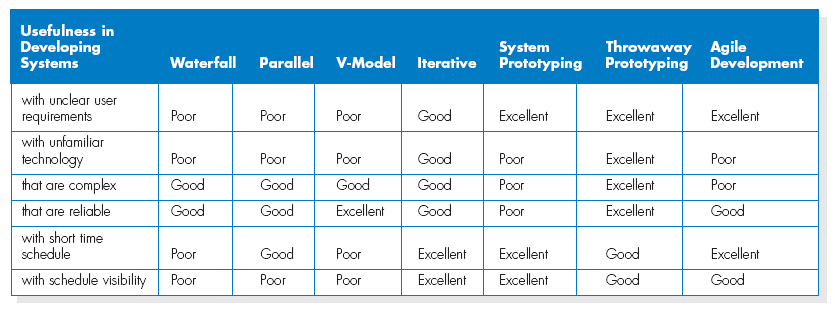 Usefulness in
Developing
Systems
Waterfall Parallel V-Model Iterative System Prototyping Throwaway Prototyping Agile Development
with unclear user
requirements Poor Poor Poor Good Excellent Excellent Excellent
with unfamiliar
technology Poor Poor Poor Good Poor Excellent Poor
that are complex Good Good Good Good Poor Excellent Poor
that are reliable Good Good Excellent Good Poor Excellent Good
with short time
schedule Poor Good Poor Excellent Excellent Good Excellent
with schedule visibility Poor Poor Poor Excellent Excellent Good Good